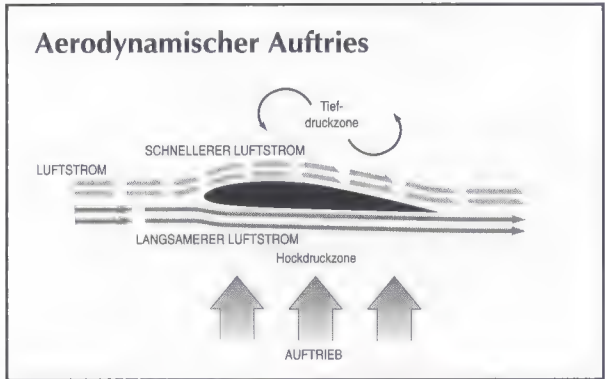 Aerodynamischer Auftries
Tief-
druckzone
SCHNELLERER LUFTSTROM
LUFTSTROM
LANGSAMERER LUFTSTROM
Hockdruckzone
AUFTRIEB